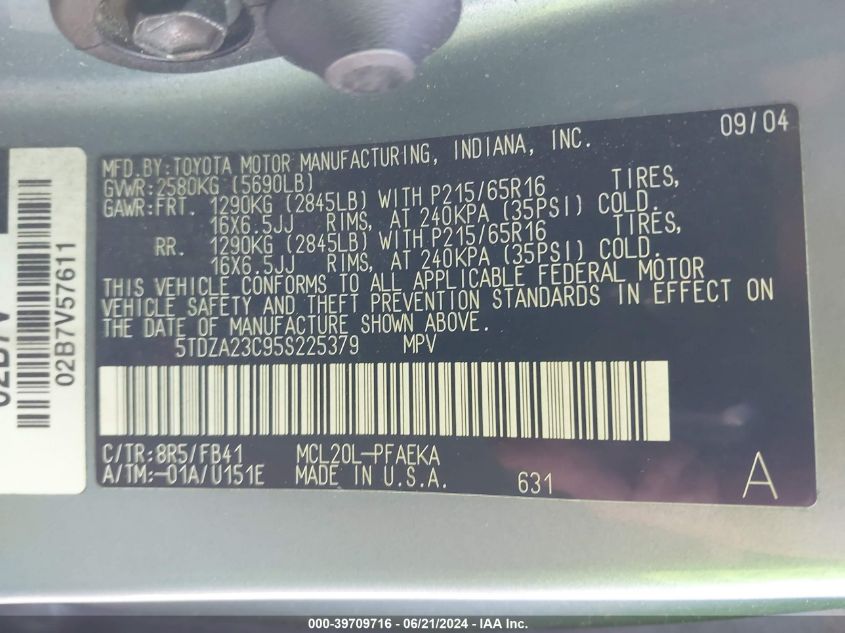 09/04
MFD.BY:TOYOTA MOTOR MANUFACTURING, INDIANA, INC.
GVWR:2580KG (5690LB)
GAWR:FRT. 1290KG (2845LB) WITH P215/65R16 TIRES,
16X6.5JJ RIMS, AT 240KPA (35PSI) COLD.
RR. 1290KG (2845LB) WITH P215/65R16 TIRES,
16X6.5JJ RIMS, AT 240KPA (35PSI) COLD.
THIS VEHICLE CONFORMS TO ALL APPLICABLE FEDERAL MOTOR
VEHICLE SAFETY AND THEFT PREVENTION STANDARDS IN EFFECT ON
THE DATE OF MANUFACTURE SHOWN ABOVE.
5TDZA23C95S225379 MPV
C/TR:8R5/FB41 MCL20L-PFAEKA
A/TM:-01A/U151E MADE IN U.S.A. 631 A
02B7V57611
02B7V
000-39709716 - 06/21/2024 - IAA Inc.